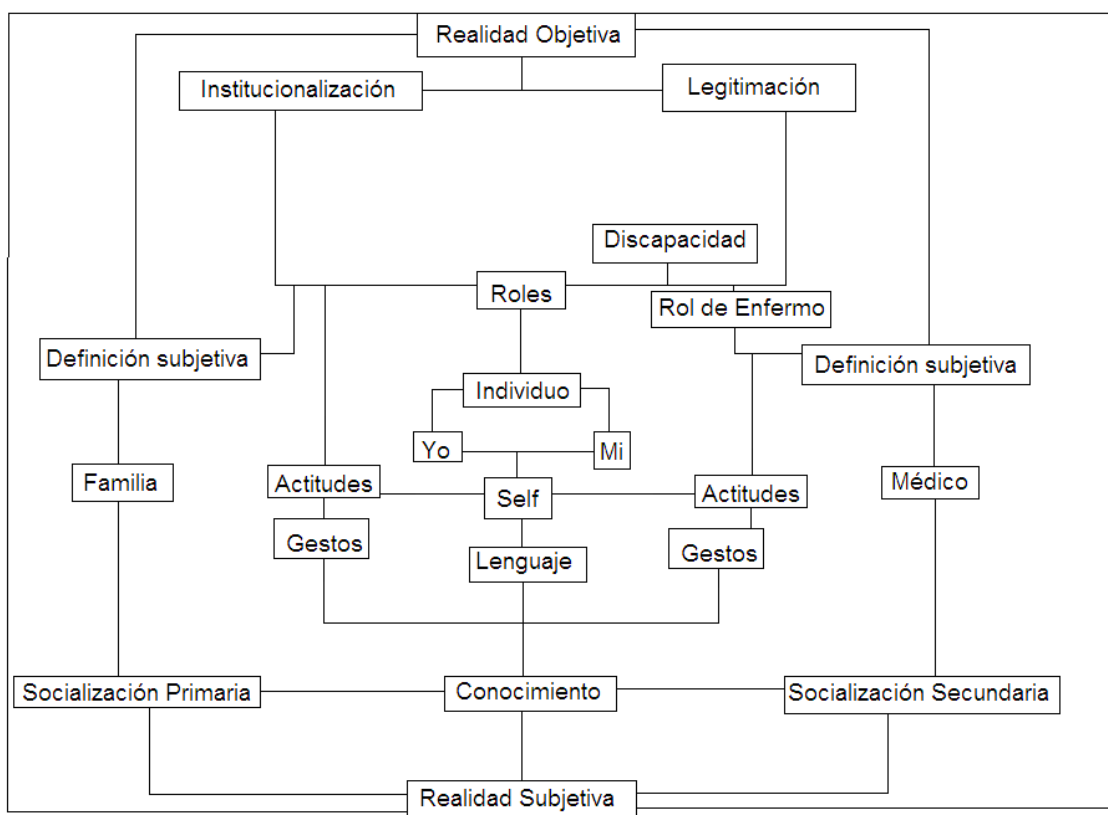 Realidad Objetiva
Institucionalización
Legitimación
Discapacidad
Roles
Rol de Enfermo
Definición subjetiva
Definición subjetiva
Individuo
Yo
Mi
Familia
Actitudes
Self
Actitudes
Médico
Gestos
Gestos
Lenguaje
Socialización Primaria
Conocimiento
Socialización Secundaria
Realidad Subjetiva